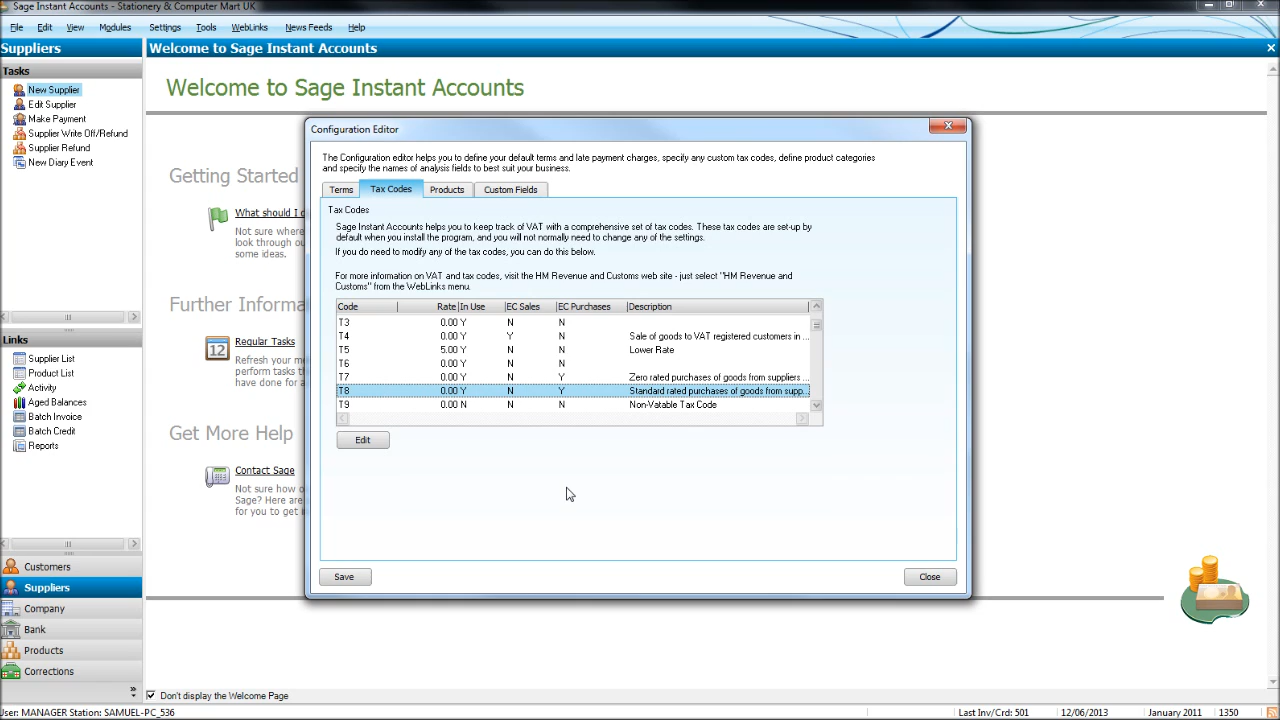 Sage Instant Accounts - Stationery & Computer Mart UK
File Edit View Modules Settings Tools WebLinks News Feeds Help
Suppliers
Welcome to Sage Instant Accounts
Tasks
New Supplier
Edit Supplier
Make Payment
Supplier Write Off/Refund
Supplier Refund
New Diary Event
Links
Supplier List
Product List
Activity
Aged Balances
Batch Invoice
Batch Credit
Reports
Customers
Suppliers
Company
Bank
Products
Corrections
Welcome to Sage Instant Accounts
Getting Started
What should I d
Not sure where
look through ou
some ideas.
Further Informa
12
Regular Tasks
Refresh your me
perform tasks th
have done for a
Get More Help
Contact Sage
Not sure how o
Sage? Here are
for you to get i
Configuration Editor
The Configuration editor helps you to define your default terms and late payment charges, specify any custom tax codes, define product categories
and specify the names of analysis fields to best suit your business.
Terms Tax Codes Products Custom Fields
Tax Codes
Sage Instant Accounts helps you to keep track of VAT with a comprehensive set of tax codes. These tax codes are set-up by
default when you install the program, and you will not normally need to change any of the settings.
If you do need to modify any of the tax codes, you can do this below.
For more information on VAT and tax codes, visit the HM Revenue and Customs web site - just select "HM Revenue and
Customs" from the WebLinks menu.
Code Rate In Use EC Sales EC Purchases Description
T3 0.00 Y N N
T4 0.00 Y Y N Sale of goods to VAT registered customers in ...
T5 5.00 Y N N Lower Rate
T6 0.00 Y N N
T7 0.00 Y N Y Zero rated purchases of goods from suppliers ...
T8 0.00 Y N Y Standard rated purchases of goods from supp...
T9 0.00 N N N Non-Vatable Tax Code
Edit
Save Close
Don't display the Welcome Page
User: MANAGER Station: SAMUEL-PC_536 Last Inv/Crd: 501 12/06/2013 January 2011 1350